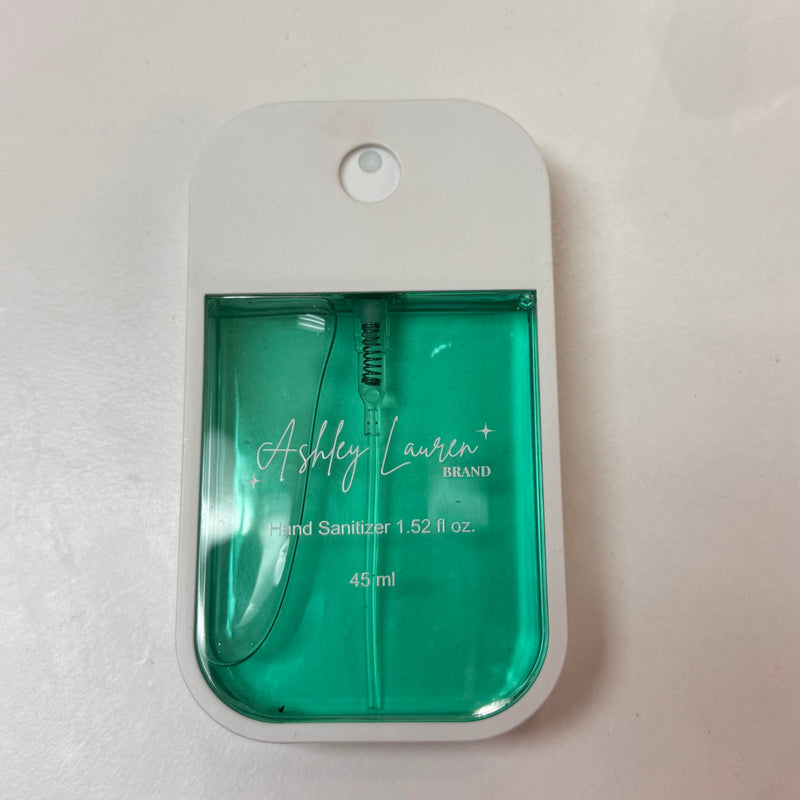 Ashley Lauren
BRAND
Hand Sanitizer 1.52 fl oz.
45 ml